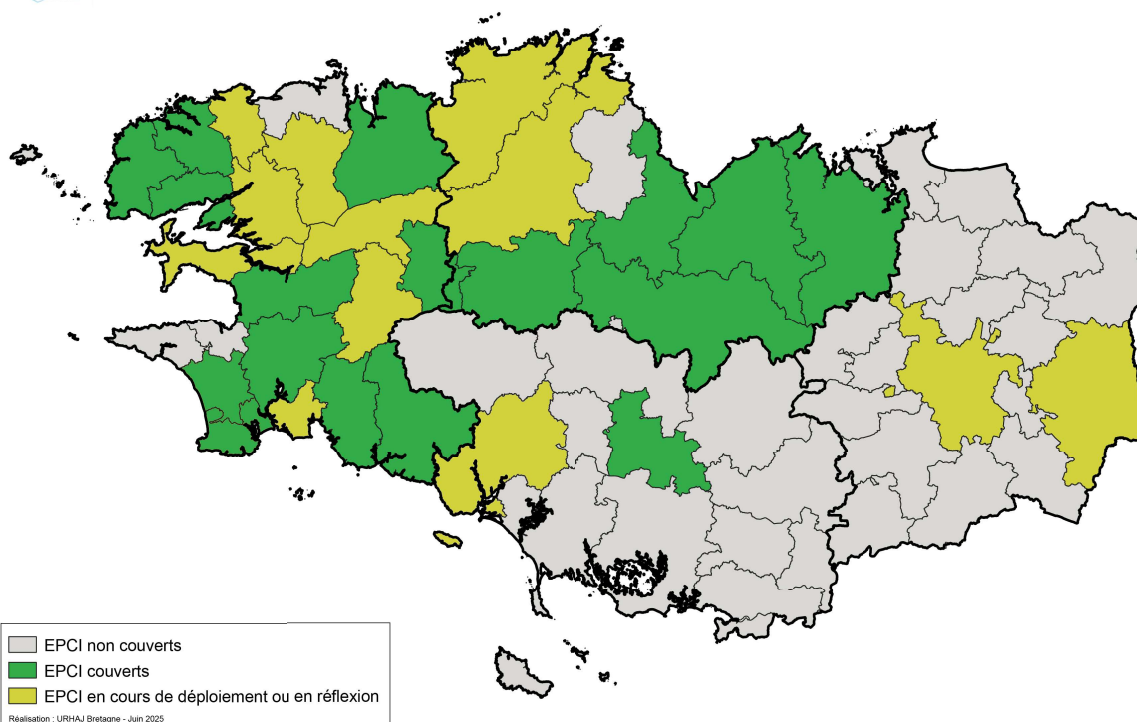 EPCI non couverts
EPCI couverts
EPCI en cours de déploiement ou en réflexion
Réalisation : URHAJ Bretagne - Juin 2025